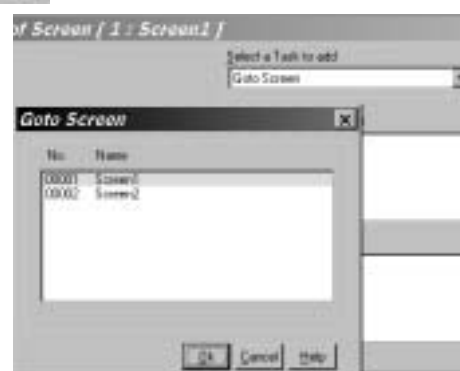 of Screen [ 1 : Screen1 ]
Select a Task to add
Goto Screen
Goto Screen
No. Name
00001 Screen1
00002 Screen2
Ok Cancel Help